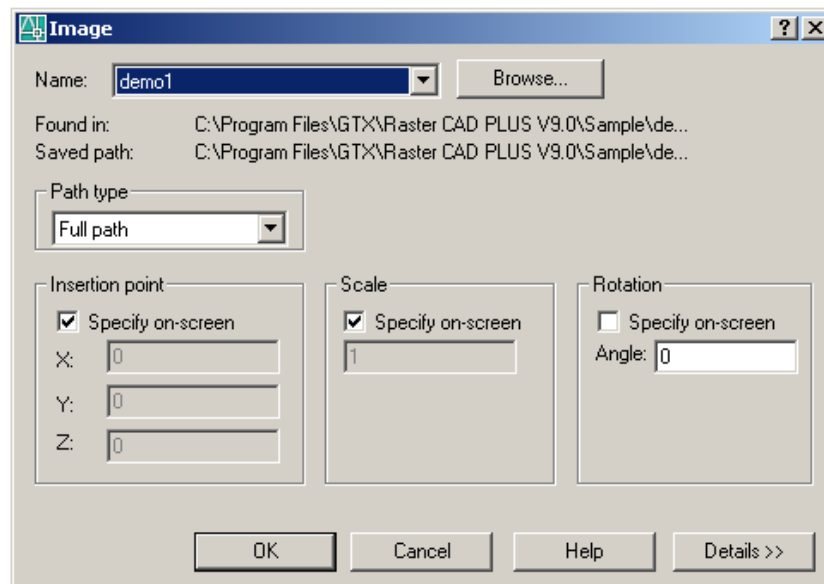 Image
Name: demo1 Browse...
Found in: C:\Program Files\GTX\Raster CAD PLUS V9.0\Sample\de...
Saved path: C:\Program Files\GTX\Raster CAD PLUS V9.0\Sample\de...
Path type
Full path
Insertion point
Specify on-screen
X: 0
Y: 0
Z: 0
Scale
Specify on-screen
1
Rotation
Specify on-screen
Angle: 0
OK Cancel Help Details >>